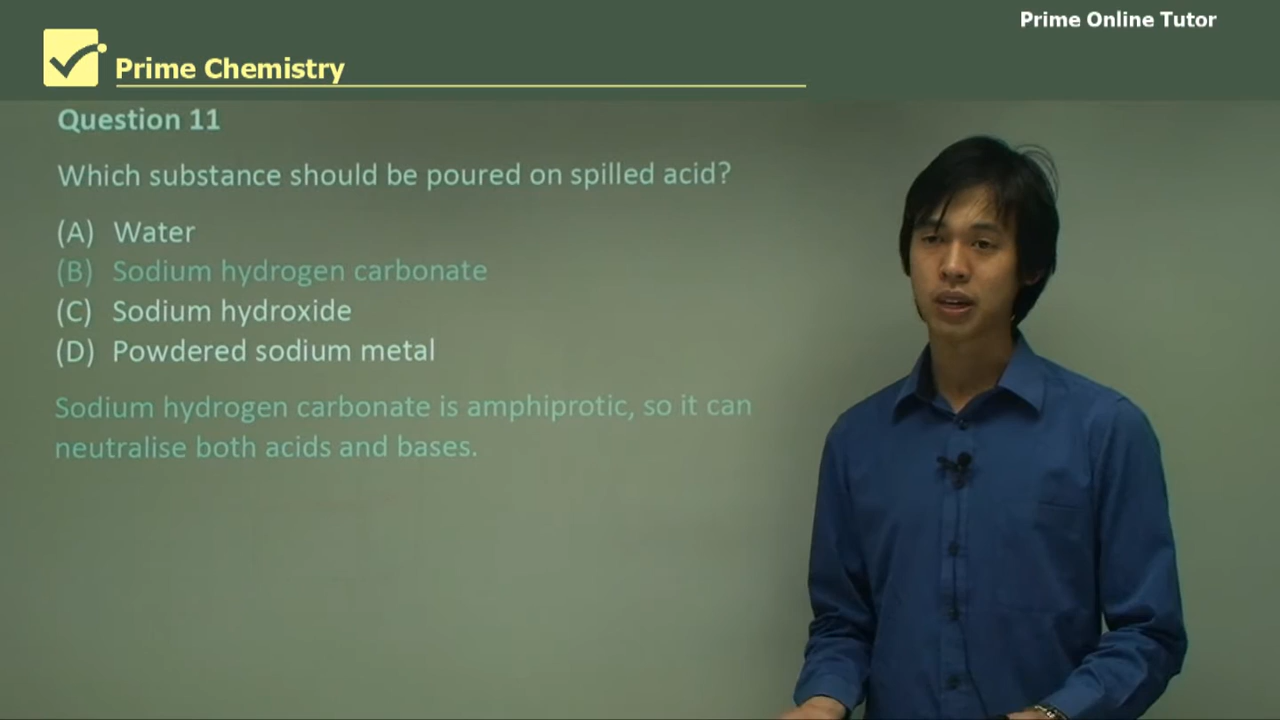 Prime Online Tutor
Prime Chemistry
Question 11
Which substance should be poured on spilled acid?
(A) Water
(B) Sodium hydrogen carbonate
(C) Sodium hydroxide
(D) Powdered sodium metal
Sodium hydrogen carbonate is amphiprotic, so it can
neutralise both acids and bases.